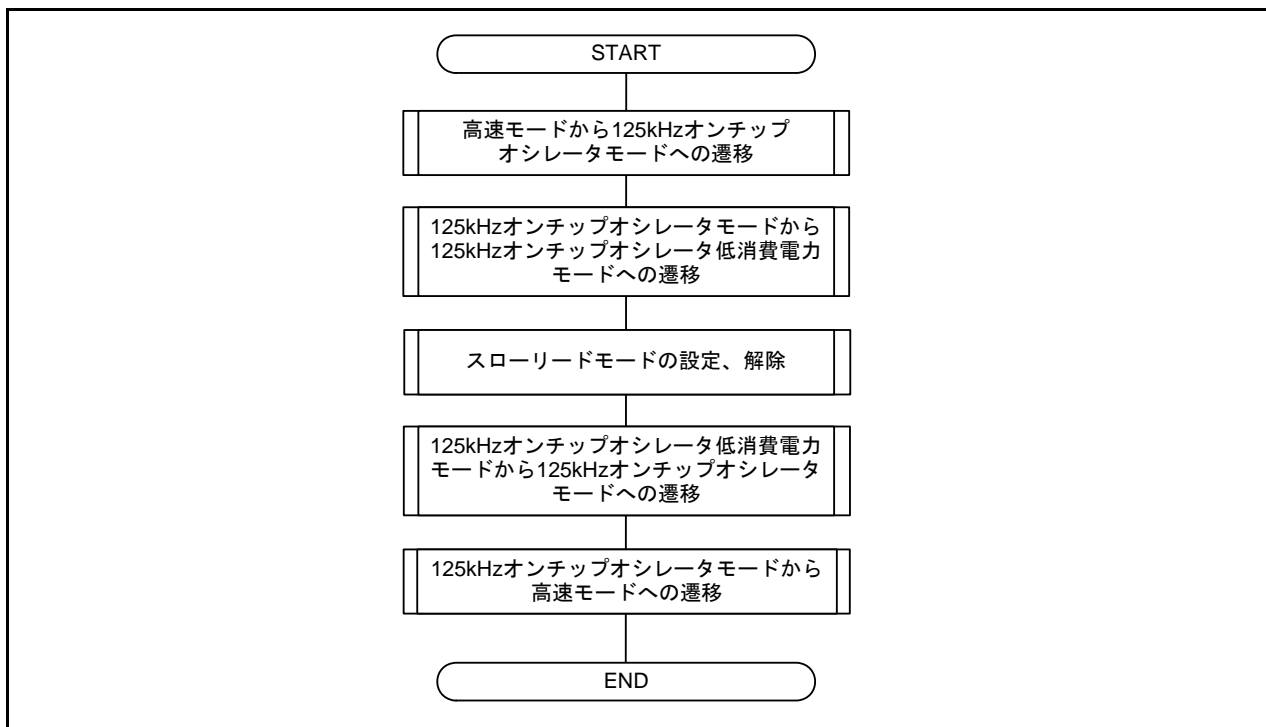 START
高速モードから125kHzオンチップ
オシレータモードへの遷移
125kHzオンチップオシレータモードから
125kHzオンチップオシレータ低消費電力
モードへの遷移
スローリードモードの設定、解除
125kHzオンチップオシレータ低消費電力
モードから125kHzオンチップオシレータ
モードへの遷移
125kHzオンチップオシレータモードから
高速モードへの遷移
END